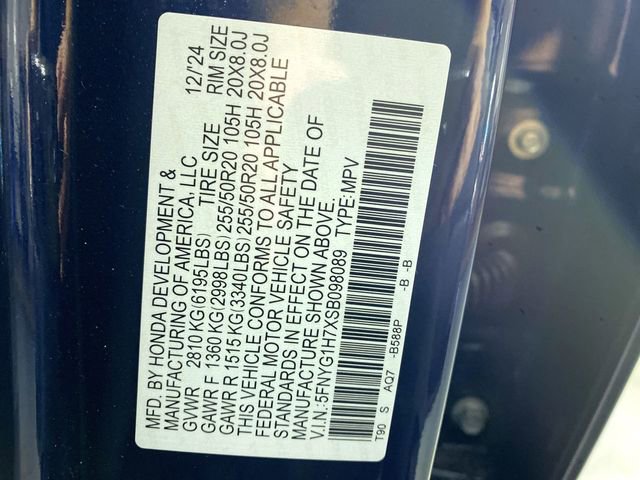 MFD. BY HONDA DEVELOPMENT &
MANUFACTURING OF AMERICA, LLC 12/'24
GVWR 2810 KG(6195LBS) TIRE SIZE RIM SIZE
GAWR F 1360 KG(2998LBS) 255/50R20 105H 20X8.0J
GAWR R 1515 KG(3340LBS) 255/50R20 105H 20X8.0J
THIS VEHICLE CONFORMS TO ALL APPLICABLE
FEDERAL MOTOR VEHICLE SAFETY
STANDARDS IN EFFECT ON THE DATE OF
MANUFACTURE SHOWN ABOVE.
V.I.N.:5FNYG1H7XSB098089 TYPE:MPV
T90 S AQ7 -B588P -B -B